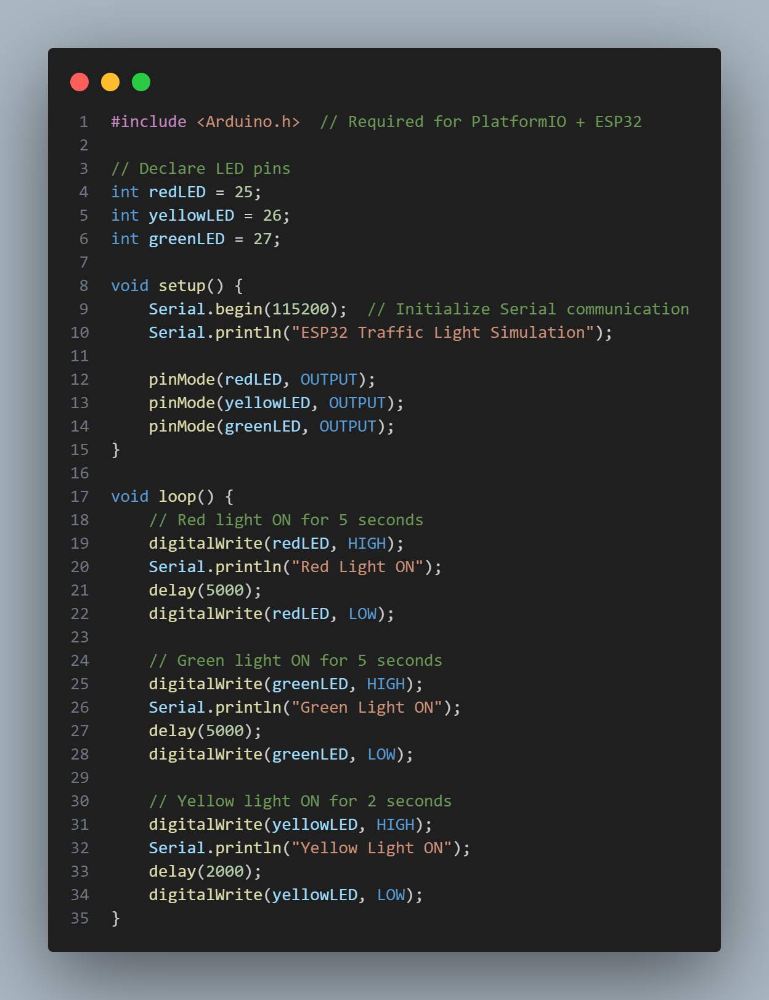 1 #include <Arduino.h>  // Required for PlatformIO + ESP32
2
3 // Declare LED pins
4 int redLED = 25;
5 int yellowLED = 26;
6 int greenLED = 27;
7
8 void setup() {
9     Serial.begin(115200);  // Initialize Serial communication
10     Serial.println("ESP32 Traffic Light Simulation");
11
12     pinMode(redLED, OUTPUT);
13     pinMode(yellowLED, OUTPUT);
14     pinMode(greenLED, OUTPUT);
15 }
16
17 void loop() {
18     // Red light ON for 5 seconds
19     digitalWrite(redLED, HIGH);
20     Serial.println("Red Light ON");
21     delay(5000);
22     digitalWrite(redLED, LOW);
23
24     // Green light ON for 5 seconds
25     digitalWrite(greenLED, HIGH);
26     Serial.println("Green Light ON");
27     delay(5000);
28     digitalWrite(greenLED, LOW);
29
30     // Yellow light ON for 2 seconds
31     digitalWrite(yellowLED, HIGH);
32     Serial.println("Yellow Light ON");
33     delay(2000);
34     digitalWrite(yellowLED, LOW);
35 }